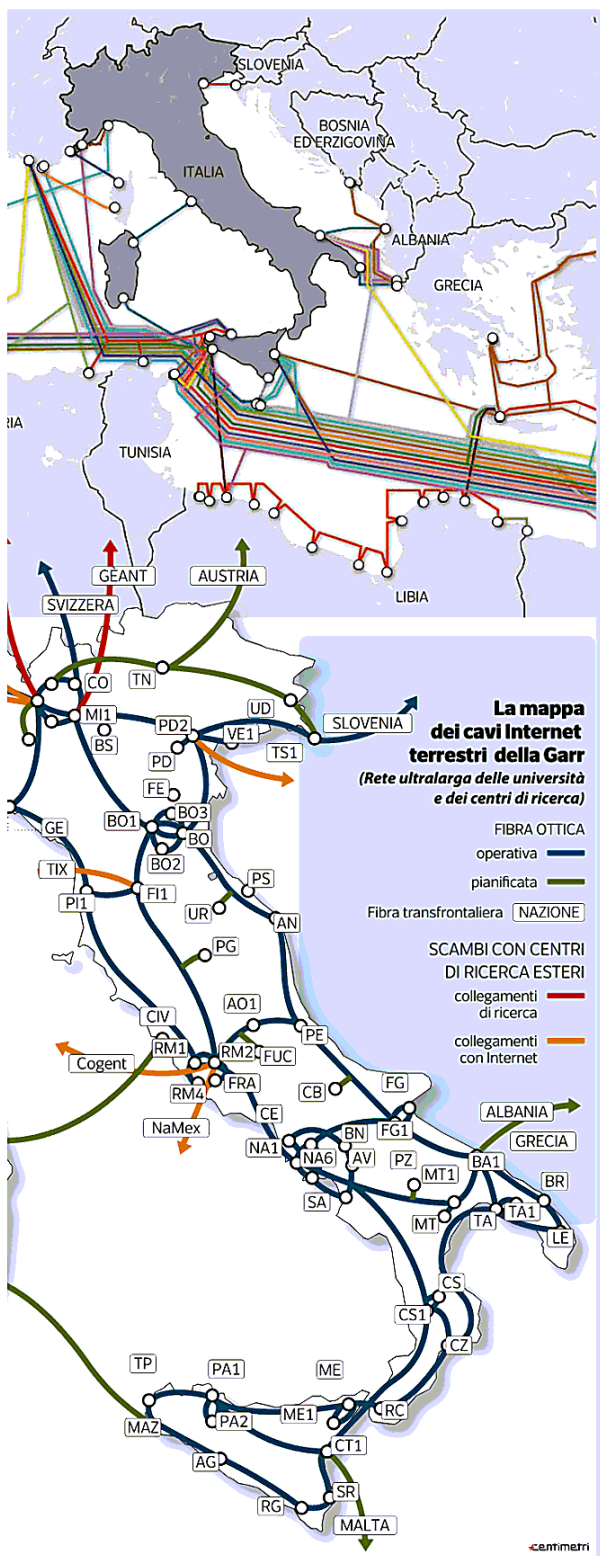 SLOVENIA
BOSNIA
ED ERZIGOVINA
ITALIA
ALBANIA
GRECIA
RIA
TUNISIA
LIBIA
GEANT
AUSTRIA
SVIZZERA
CO
TN
MI1
UD
BS
PD2
VE1
SLOVENIA
PD
TS1
La mappa
dei cavi Internet
terrestri della Garr
(Rete ultralarga delle università
e dei centri di ricerca)
FIBRA OTTICA
operativa
pianificata
Fibra transfrontaliera NAZIONE
SCAMBI CON CENTRI
DI RICERCA ESTERI
collegamenti
di ricerca
collegamenti
con Internet
FE
BO3
GE
BO1
BO
BO2
TIX
PS
PI1
FI1
UR
AN
PG
AO1
CIV
PE
RM1
RM2
FUC
Cogent
RM4
FRA
CB
FG
NaMex
CE
FG1
ALBANIA
GRECIA
BN
NA1
NA6
AV
PZ
BA1
MT1
BR
SA
MT
TA
TA1
LE
CS
CS1
CZ
TP
PA1
ME
ME1
RC
PA2
MAZ
CT1
AG
SR
RG
MALTA
centimetri